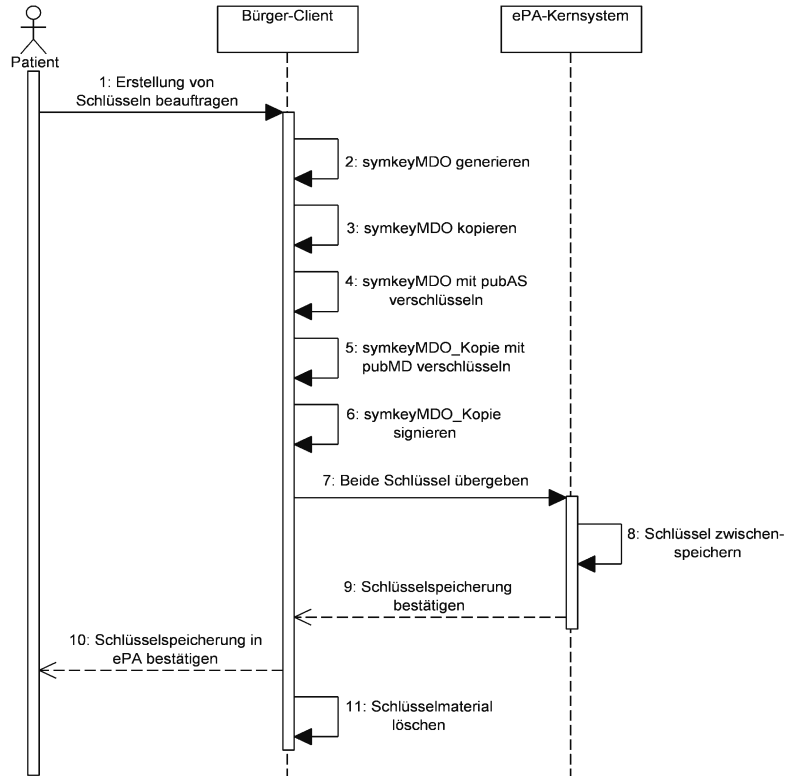 Bürger-Client
ePA-Kernsystem
Patient
1: Erstellung von
Schlüsseln beauftragen
2: symkeyMDO generieren
3: symkeyMDO kopieren
4: symkeyMDO mit pubAS
verschlüsseln
5: symkeyMDO_Kopie mit
pubMD verschlüsseln
6: symkeyMDO_Kopie
signieren
7: Beide Schlüssel übergeben
8: Schlüssel zwischen-
speichern
9: Schlüsselspeicherung
bestätigen
10: Schlüsselspeicherung in
ePA bestätigen
11: Schlüsselmaterial
löschen